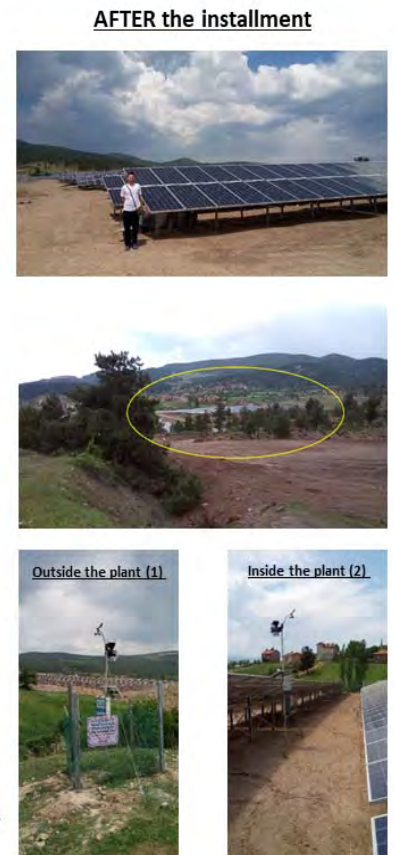 AFTER the installment
Outside the plant (1)
Inside the plant (2)